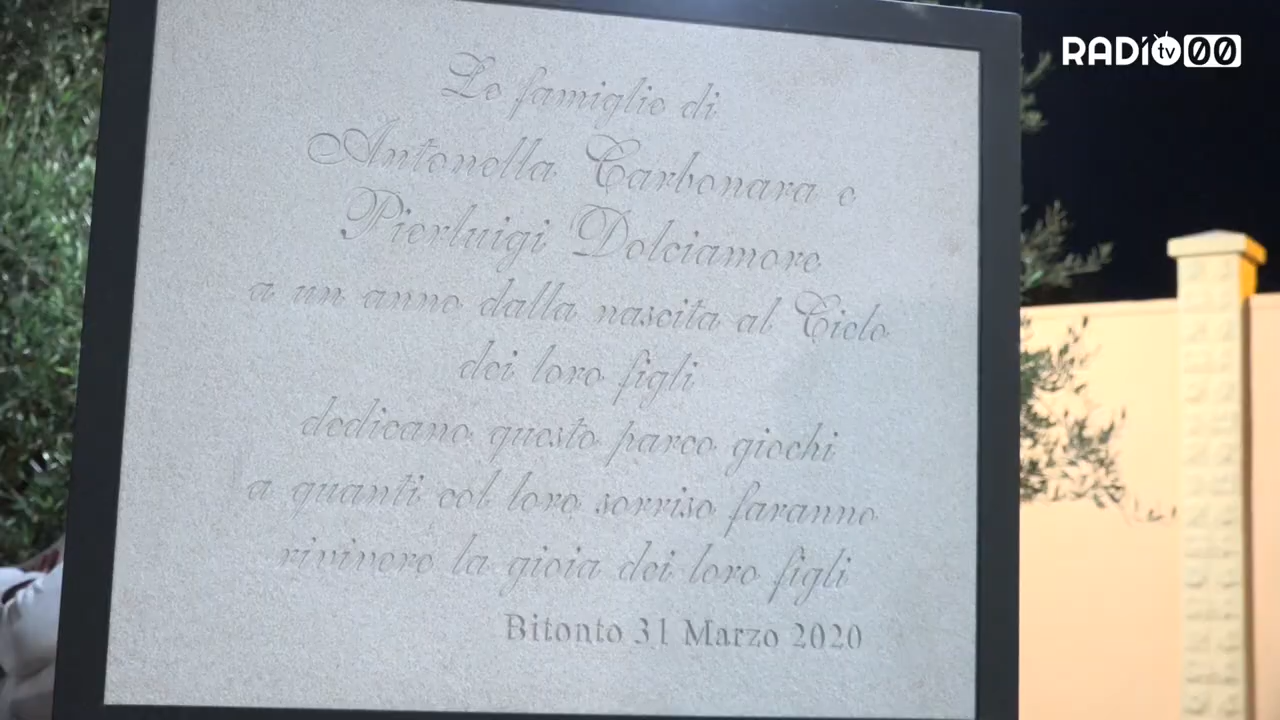 Le famiglie di
Antonella Carbonara e
Pierluigi Dolciamore
a un anno dalla nascita al Cielo
dei loro figli
dedicano questo parco giochi
a quanti col loro sorriso faranno
rivivere la gioia dei loro figli
Bitonto 31 Marzo 2020
RADIO tv 00